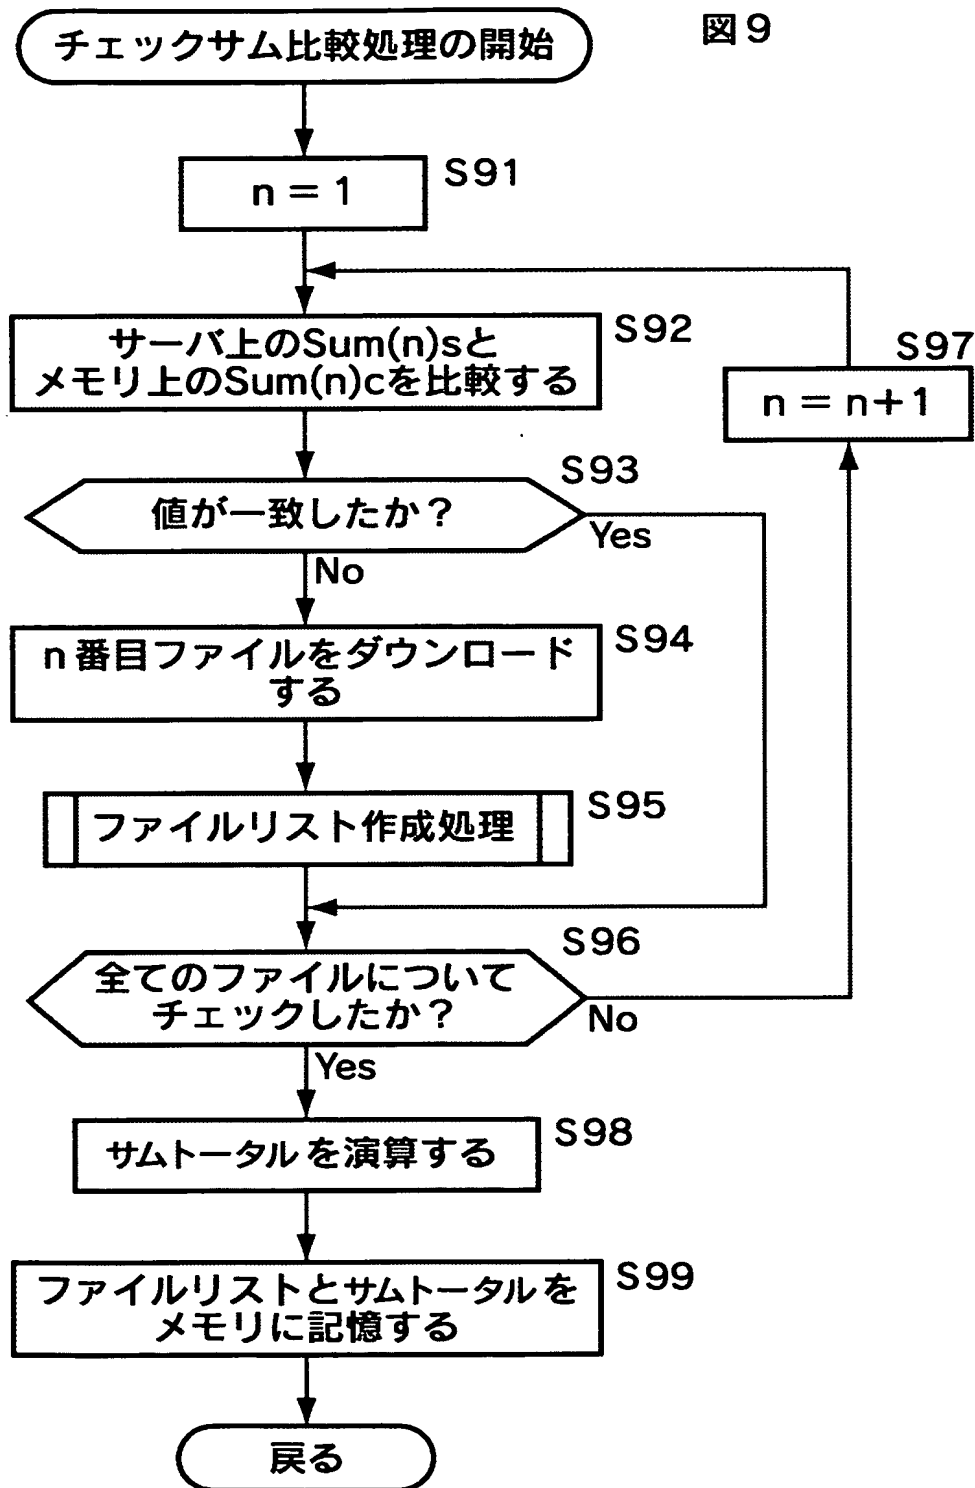 図9
チェックサム比較処理の開始
n = 1
S91
サーバ上のSum(n)sと
メモリ上のSum(n)cを比較する
S92
S97
n = n+1
値が一致したか？
S93
Yes
No
n番目ファイルをダウンロード
する
S94
ファイルリスト作成処理
S95
全てのファイルについて
チェックしたか？
S96
No
Yes
サムトータルを演算する
S98
ファイルリストとサムトータルを
メモリに記憶する
S99
戻る